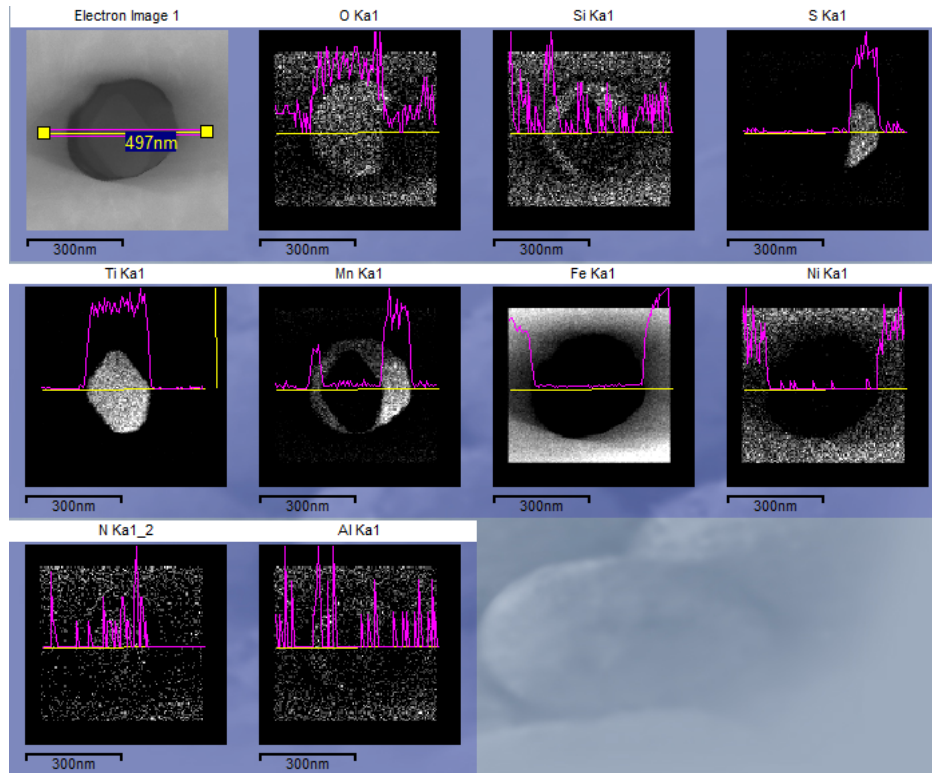 Electron Image 1
O Ka1
Si Ka1
S Ka1
497nm
300nm
300nm
300nm
300nm
Ti Ka1
Mn Ka1
Fe Ka1
Ni Ka1
300nm
300nm
300nm
300nm
N Ka1_2
Al Ka1
300nm
300nm